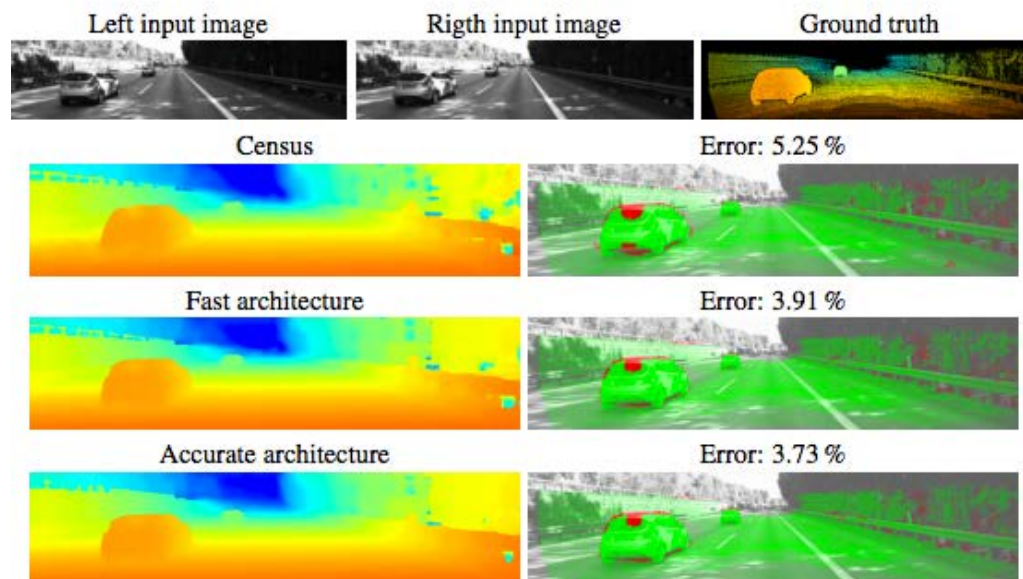 Left input image
Rigth input image
Ground truth
Census
Error: 5.25 %
Fast architecture
Error: 3.91 %
Accurate architecture
Error: 3.73 %